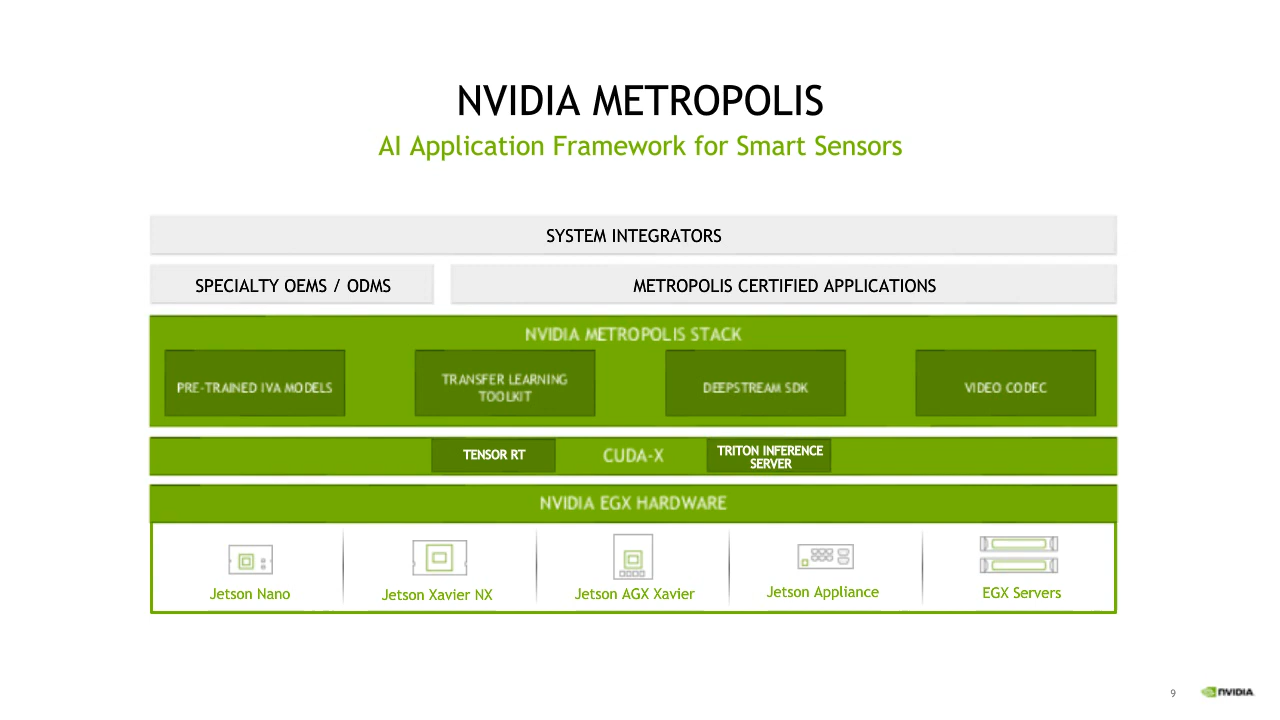 NVIDIA METROPOLIS
AI Application Framework for Smart Sensors
SYSTEM INTEGRATORS
SPECIALTY OEMS / ODMS
METROPOLIS CERTIFIED APPLICATIONS
NVIDIA METROPOLIS STACK
PRE-TRAINED IVA MODELS
TRANSFER LEARNING
TOOLKIT
DEEPSTREAM SDK
VIDEO CODEC
TENSOR RT
CUDA-X
TRITON INFERENCE
SERVER
NVIDIA EGX HARDWARE
Jetson Nano
Jetson Xavier NX
Jetson AGX Xavier
Jetson Appliance
EGX Servers
9
NVIDIA